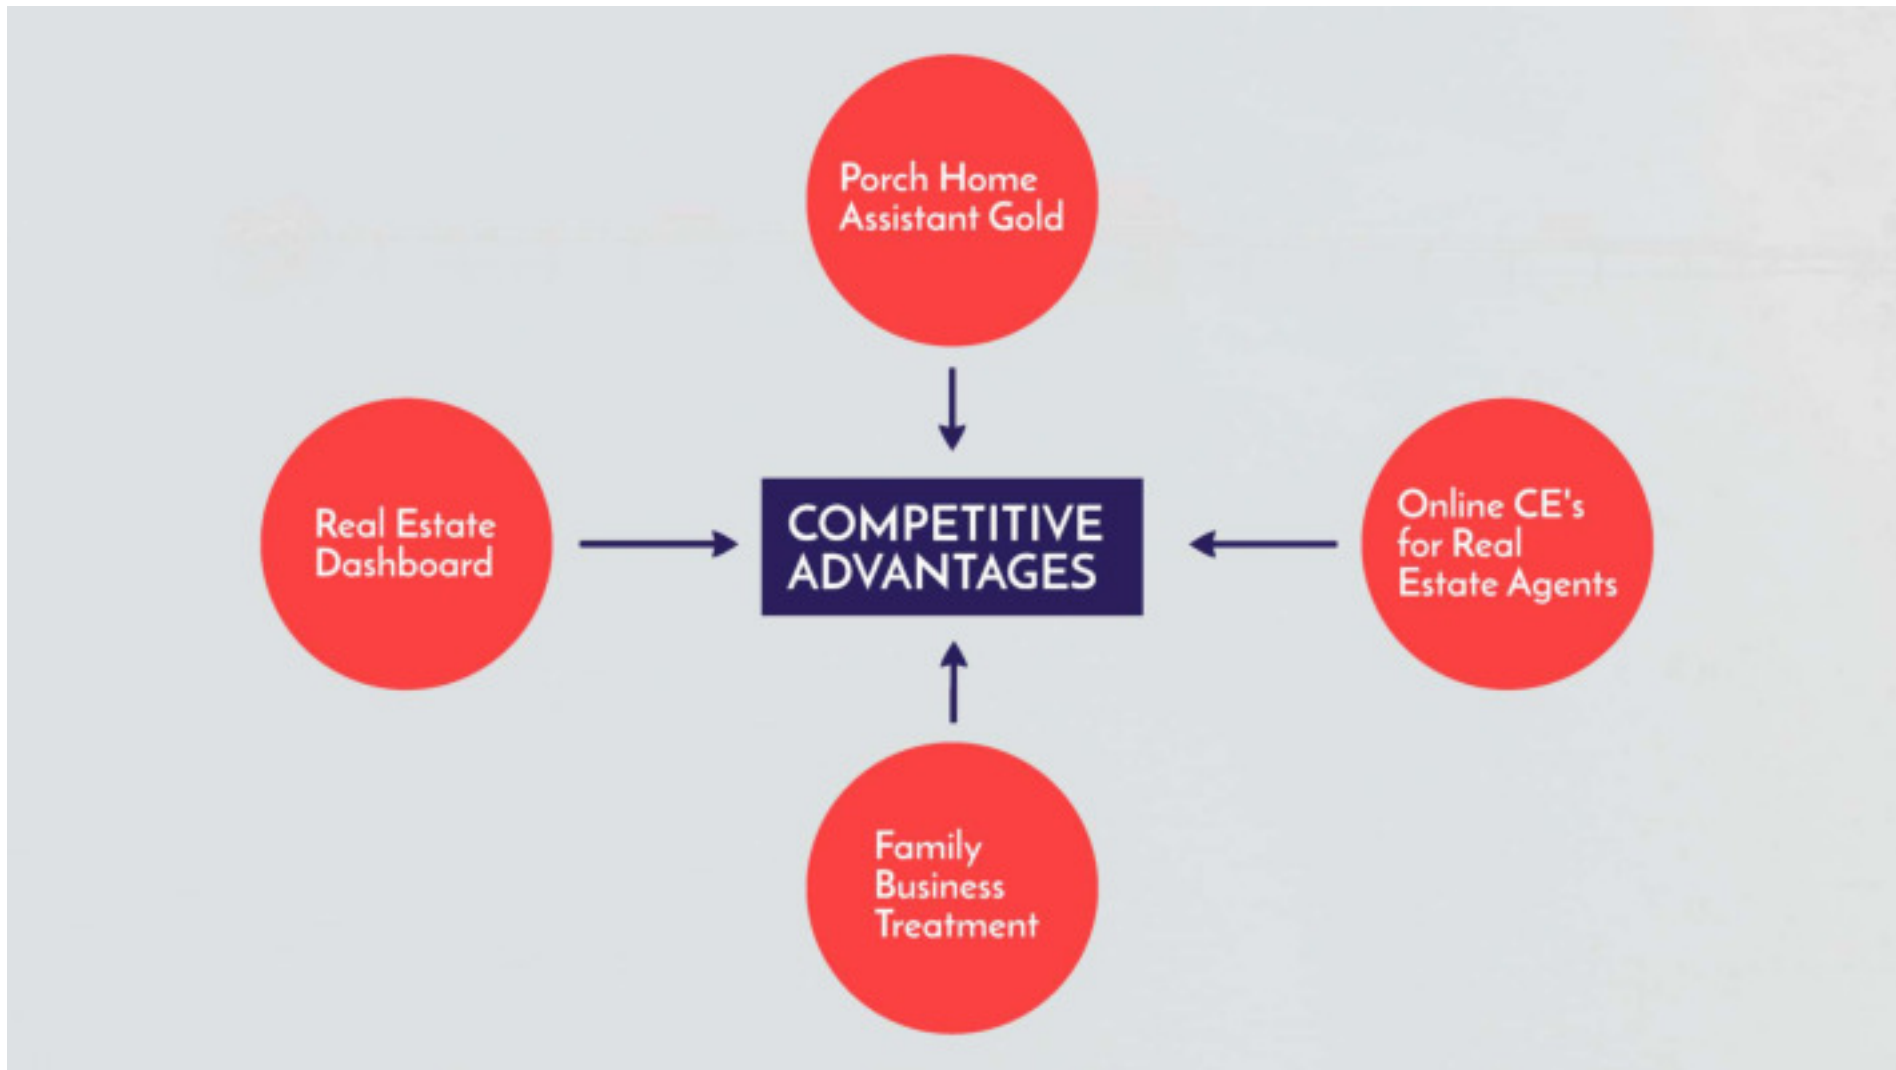 Porch Home
Assistant Gold
Real Estate
Dashboard
COMPETITIVE
ADVANTAGES
Online CE's
for Real
Estate Agents
Family
Business
Treatment